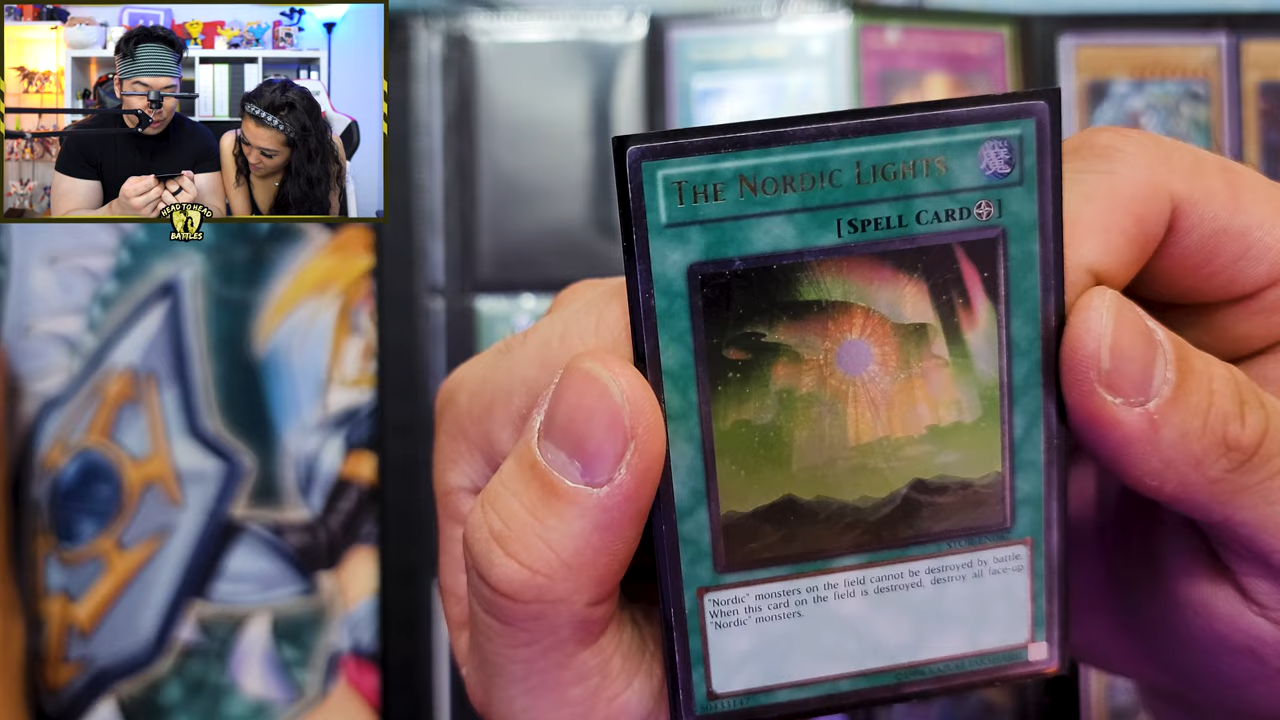 HEAD TO HEAD
BATTLES
THE NORDIC LIGHTS
魔
[SPELL CARD]
"Nordic" monsters on the field cannot be destroyed by battle.
When this card on the field is destroyed, destroy all face-up
"Nordic" monsters.